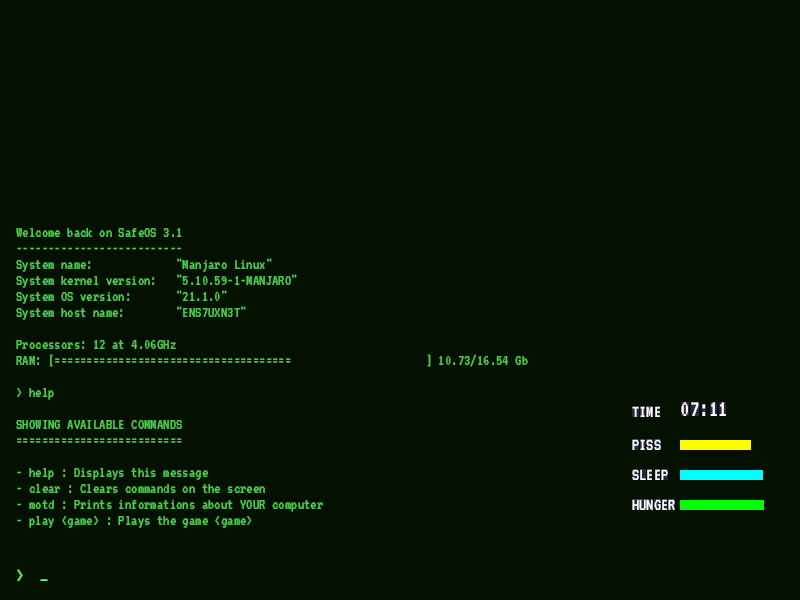 Welcome back on SafeOS 3.1
--------------------------
System name: "Manjaro Linux"
System kernel version: "5.10.59-1-MANJARO"
System OS version: "21.1.0"
System host name: "ENS7UXN3T"
Processors: 12 at 4.06GHz
RAM: [===================================== ] 10.73/16.54 Gb
❯ help
SHOWING AVAILABLE COMMANDS
==========================
- help : Displays this message
- clear : Clears commands on the screen
- motd : Prints informations about YOUR computer
- play <game> : Plays the game <game>
❯ _
TIME 07:11
PISS
SLEEP
HUNGER